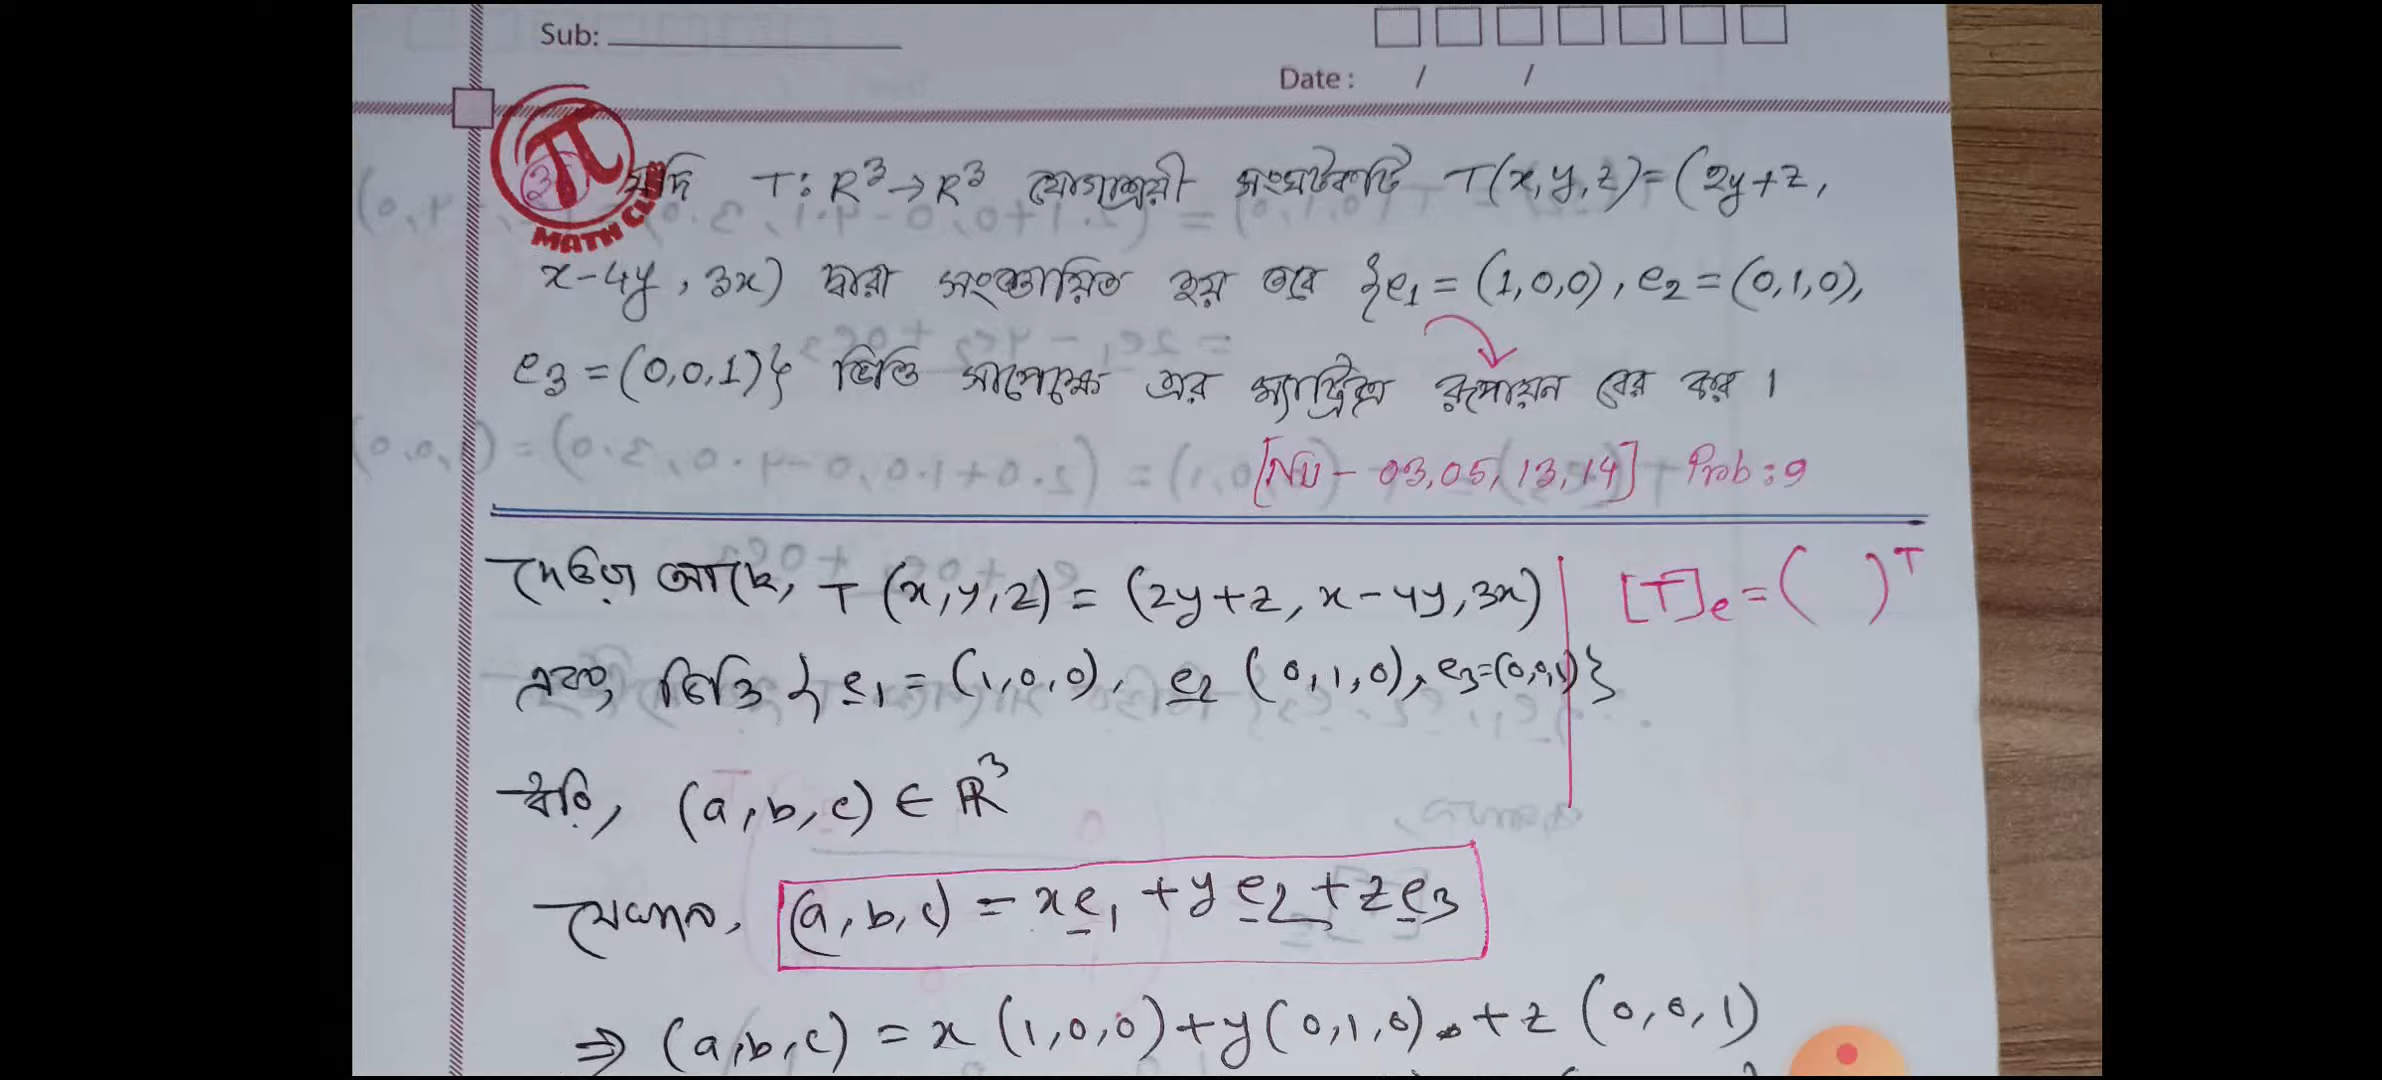 Sub:
Date : / /
MATH CLUB
যদি T : R³→R³ যোগাশ্রয়ী সংঘটকটি T(x, y, z) = (2y+z,
x-4y, 3x) দ্বারা সংজ্ঞায়িত হয় তবে {e₁ = (1,0,0), e₂ = (0,1,0),
e₃ = (0,0,1)} ভিত্তি সাপেক্ষে এর ম্যাট্রিক্স রূপায়ন বের কর।
[NU - 03,05,13,14] Prob : 9
দেওয়া আছে, T (x,y,z) = (2y+z, x-4y, 3x) [T]e = ( )ᵀ
এবং ভিত্তি { e₁ = (1,0,0), e₂ (0,1,0), e₃=(0,0,1)}
ধরি, (a, b, c) ∈ ℝ³
যেখানে, (a, b, c) = xe₁ + ye₂ + ze₃
⇒ (a,b,c) = x (1,0,0)+y(0,1,0) + z (0,0,1)